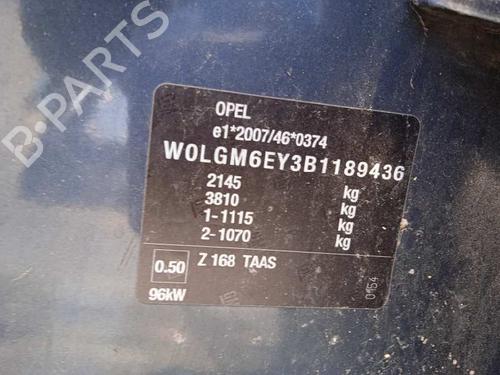 B-PARTS
OPEL
e1*2007/46*0374
W0LGM6EY3B1189436
2145 kg
3810 kg
1-1115 kg
2-1070 kg
0.50 Z 168 TAAS
96kW
0154